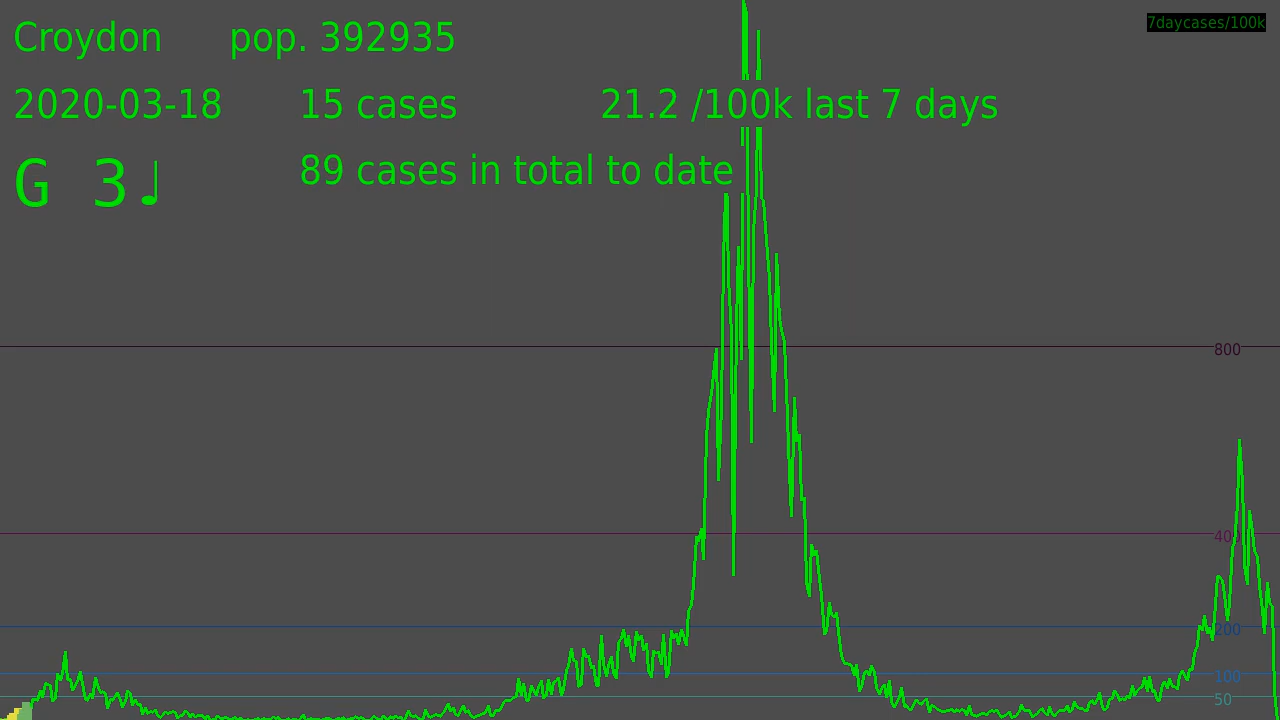 Croydon pop. 392935
7daycases/100k
2020-03-18 15 cases 21.2 /100k last 7 days
G 3♩ 89 cases in total to date
800
40
200
100
50